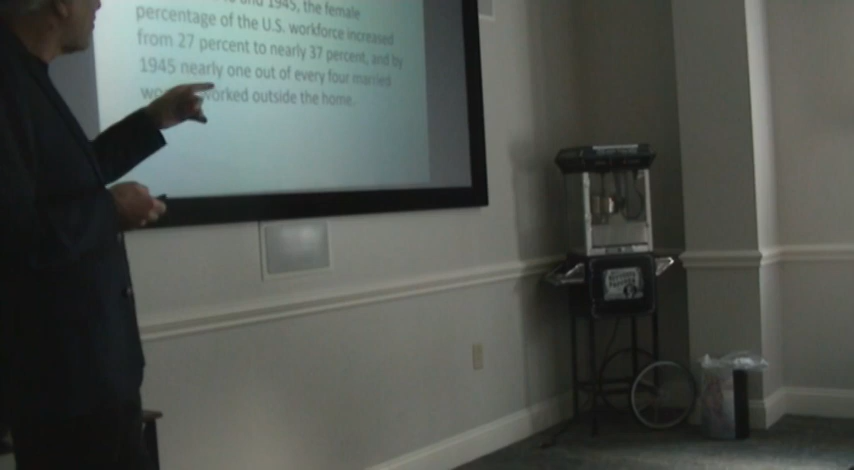 and 1945, the female
percentage of the U.S. workforce increased
from 27 percent to nearly 37 percent, and by
1945 nearly one out of every four married
worked outside the home.